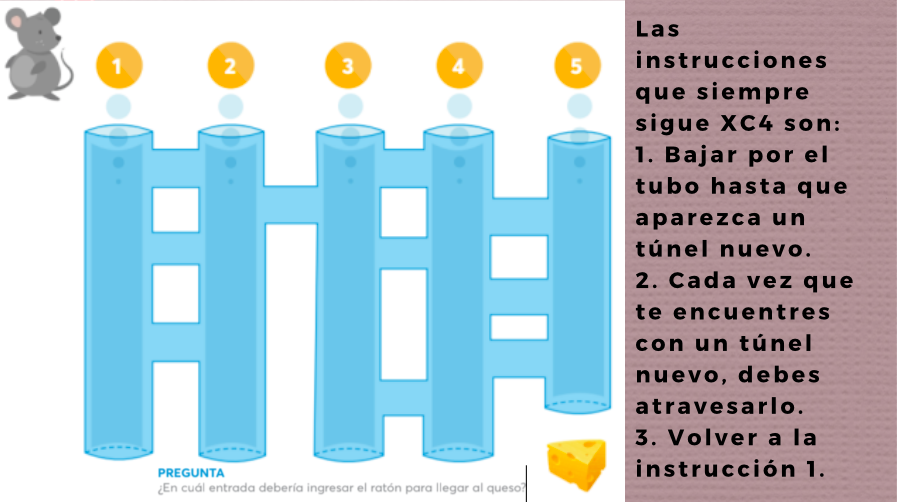 1 2 3 4 5
PREGUNTA
¿En cuál entrada debería ingresar el ratón para llegar al queso?
Las
instrucciones
que siempre
sigue XC4 son:
1. Bajar por el
tubo hasta que
aparezca un
túnel nuevo.
2. Cada vez que
te encuentres
con un túnel
nuevo, debes
atravesarlo.
3. Volver a la
instrucción 1.